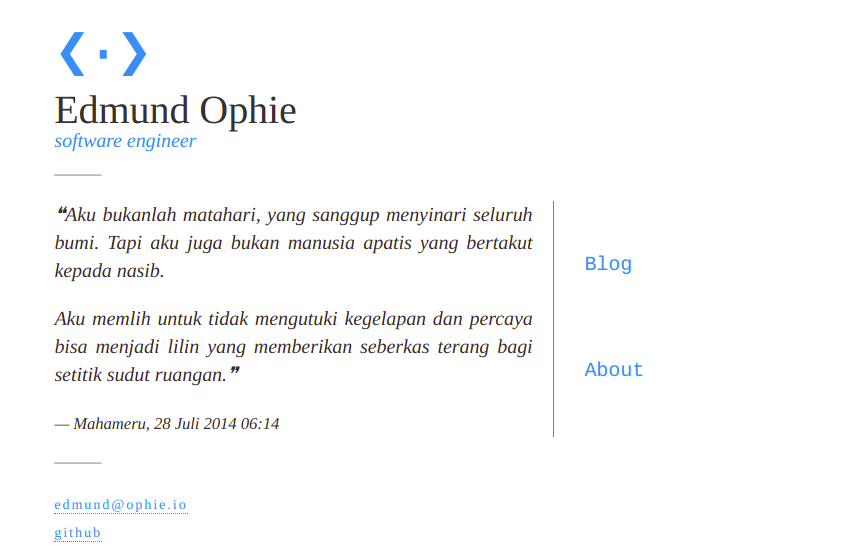 ❮·❯
Edmund Ophie
software engineer
❝Aku bukanlah matahari, yang sanggup menyinari seluruh
bumi. Tapi aku juga bukan manusia apatis yang bertakut
kepada nasib.
Aku memlih untuk tidak mengutuki kegelapan dan percaya
bisa menjadi lilin yang memberikan seberkas terang bagi
setitik sudut ruangan.❞
— Mahameru, 28 Juli 2014 06:14
Blog
About
edmund@ophie.io
github